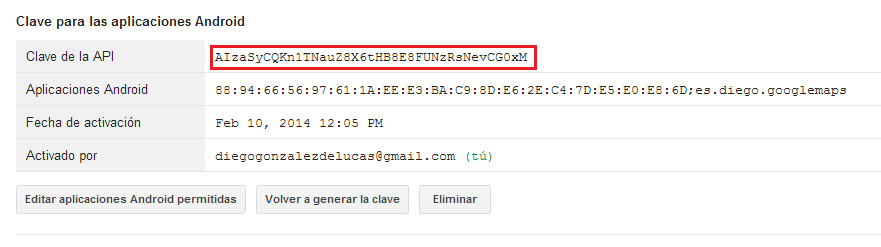 Clave para las aplicaciones Android
Clave de la API AIzaSyCQKn1TNauZ8X6tHB8E8FUNzRsNevCG0xM
Aplicaciones Android 88:94:66:56:97:61:1A:EE:E3:BA:C9:8D:E6:2E:C4:7D:E5:E0:E8:6D;es.diego.googlemaps
Fecha de activación Feb 10, 2014 12:05 PM
Activado por diegogonzalezdelucas@gmail.com (tú)
Editar aplicaciones Android permitidas Volver a generar la clave Eliminar